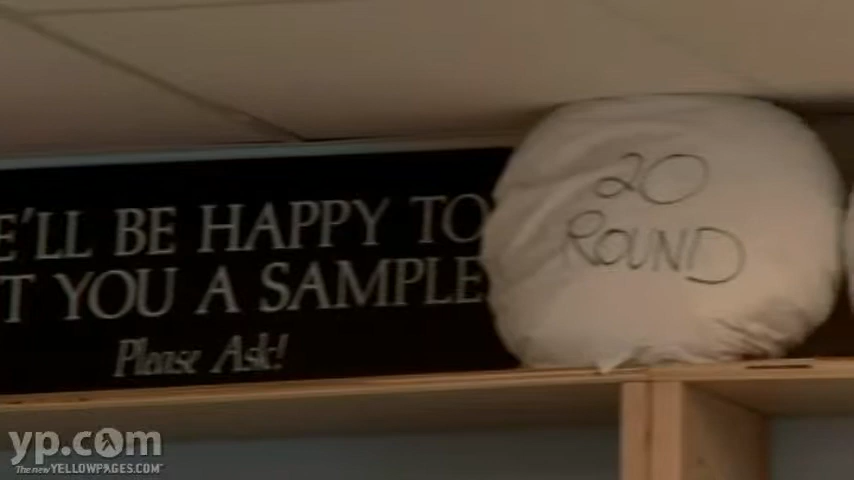 E'LL BE HAPPY TO
T YOU A SAMPLE
Please Ask!
20
ROUND
yp.com
The new YELLOWPAGES.COM